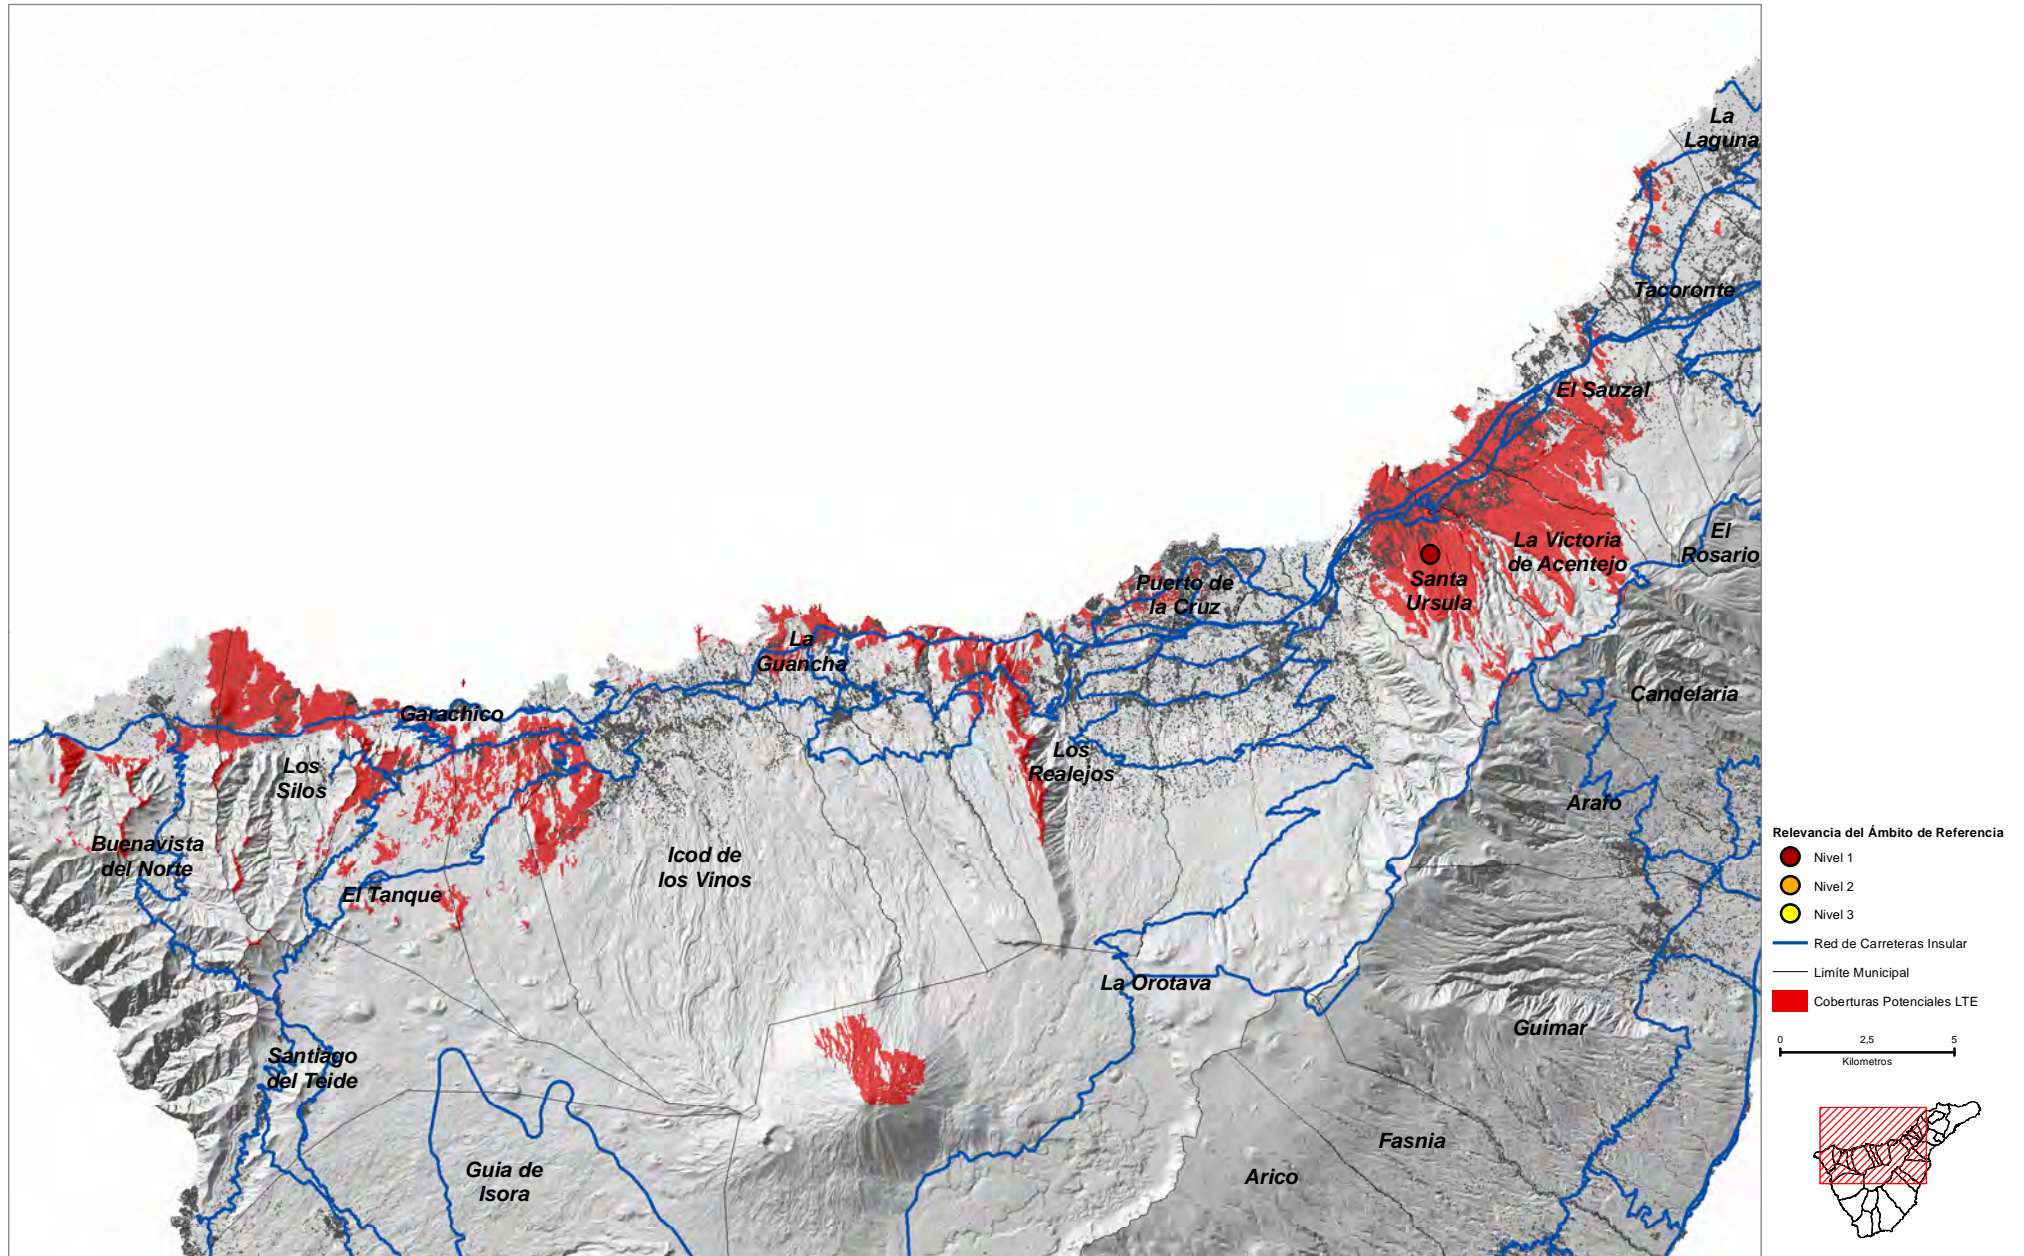 La
Laguna
Tacoronte
El Sauzal
El
Rosario
La Victoria
de Acentejo
Santa
Ursula
Puerto de
la Cruz
La
Guancha
Candelaria
Garachico
Los
Realejos
Los
Silos
Arafo
Buenavista
del Norte
Icod de
los Vinos
El Tanque
La Orotava
Guimar
Santiago
del Teide
Fasnia
Guia de
Isora
Arico
Relevancia del Ámbito de Referencia
Nivel 1
Nivel 2
Nivel 3
Red de Carreteras Insular
Limíte Municipal
Coberturas Potenciales LTE
0 2,5 5
Kilometros